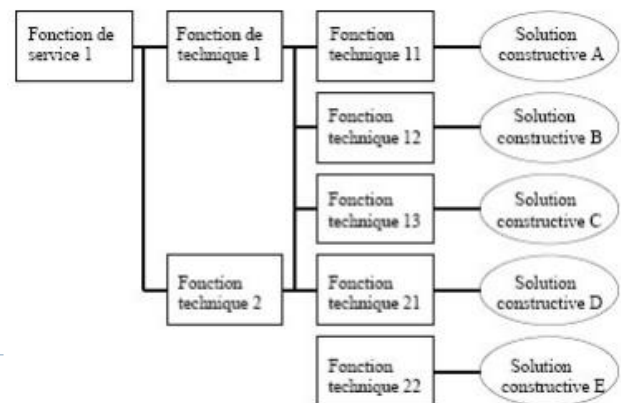 Fonction de
service 1
Fonction de
technique 1
Fonction
technique 11
Solution
constructive A
Fonction
technique 12
Solution
constructive B
Fonction
technique 13
Solution
constructive C
Fonction
technique 2
Fonction
technique 21
Solution
constructive D
Fonction
technique 22
Solution
constructive E